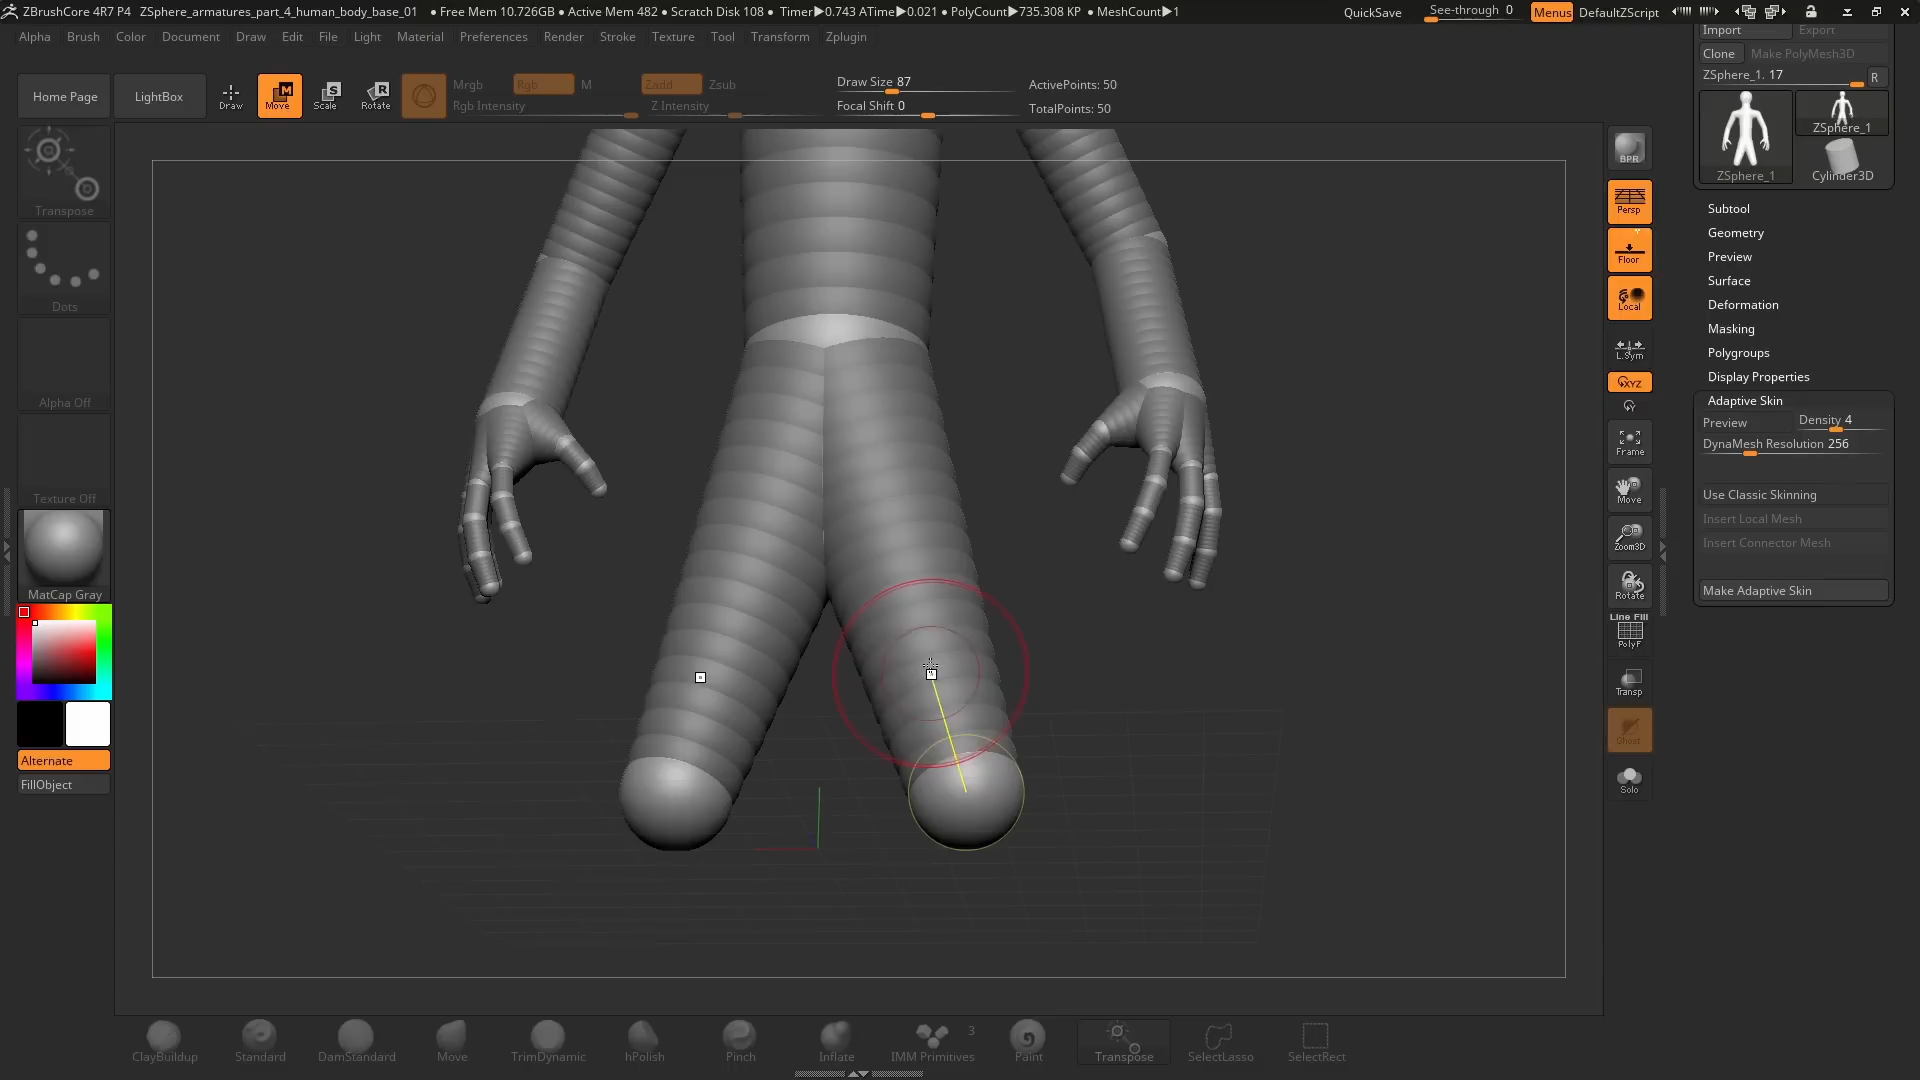 ZBrushCore 4R7 P4 ZSphere_armatures_part_4_human_body_base_01 • Free Mem 10.726GB • Active Mem 482 • Scratch Disk 108 • Timer▶0.743 ATime▶0.021 • PolyCount▶735.308 KP • MeshCount▶1 QuickSave See-through 0 Menus DefaultZScript
Alpha Brush Color Document Draw Edit File Light Material Preferences Render Stroke Texture Tool Transform Zplugin
Import Export
Clone Make PolyMesh3D
ZSphere_1. 17 R
Home Page LightBox Draw Move Scale Rotate
Mrgb Rgb M Zadd Zsub
Rgb Intensity Z Intensity
Draw Size 87
Focal Shift 0
ActivePoints: 50
TotalPoints: 50
ZSphere_1
ZSphere_1
Cylinder3D
Transpose
Dots
Alpha Off
Texture Off
MatCap Gray
Alternate
FillObject
BPR
Persp
Floor
Local
L.Sym
XYZ
Y
Frame
Move
Zoom3D
Rotate
Line Fill
PolyF
Transp
Ghost
Solo
Subtool
Geometry
Preview
Surface
Deformation
Masking
Polygroups
Display Properties
Adaptive Skin
Preview Density 4
DynaMesh Resolution 256
Use Classic Skinning
Insert Local Mesh
Insert Connector Mesh
Make Adaptive Skin
ClayBuildup Standard DamStandard Move TrimDynamic hPolish Pinch Inflate IMM Primitives 3 Paint Transpose SelectLasso SelectRect